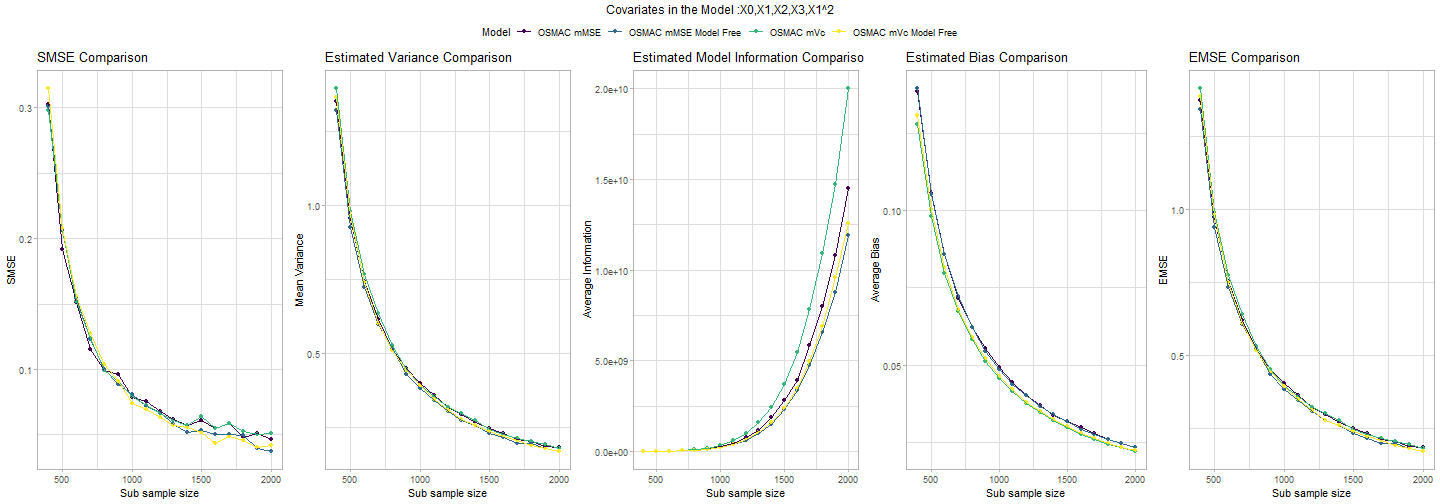 Covariates in the Model :X0,X1,X2,X3,X1^2
Model OSMAC mMSE OSMAC mMSE Model Free OSMAC mVc OSMAC mVc Model Free
SMSE Comparison
SMSE
0.3
0.2
0.1
500 1000 1500 2000
Sub sample size
Estimated Variance Comparison
Mean Variance
1.0
0.5
500 1000 1500 2000
Sub sample size
Estimated Model Information Compariso
Average Information
2.0e+10
1.5e+10
1.0e+10
5.0e+09
0.0e+00
500 1000 1500 2000
Sub sample size
Estimated Bias Comparison
Average Bias
0.10
0.05
500 1000 1500 2000
Sub sample size
EMSE Comparison
EMSE
1.0
0.5
500 1000 1500 2000
Sub sample size